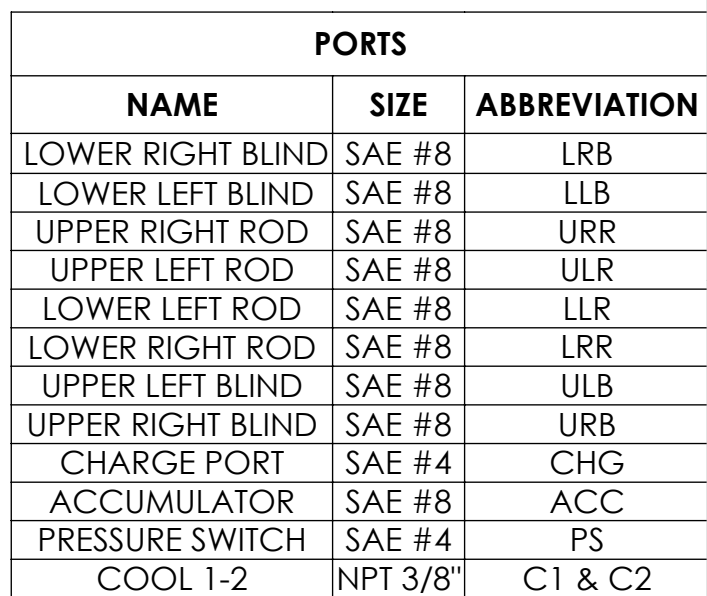 PORTS
NAME SIZE ABBREVIATION
LOWER RIGHT BLIND SAE #8 LRB
LOWER LEFT BLIND SAE #8 LLB
UPPER RIGHT ROD SAE #8 URR
UPPER LEFT ROD SAE #8 ULR
LOWER LEFT ROD SAE #8 LLR
LOWER RIGHT ROD SAE #8 LRR
UPPER LEFT BLIND SAE #8 ULB
UPPER RIGHT BLIND SAE #8 URB
CHARGE PORT SAE #4 CHG
ACCUMULATOR SAE #8 ACC
PRESSURE SWITCH SAE #4 PS
COOL 1-2 NPT 3/8" C1 & C2